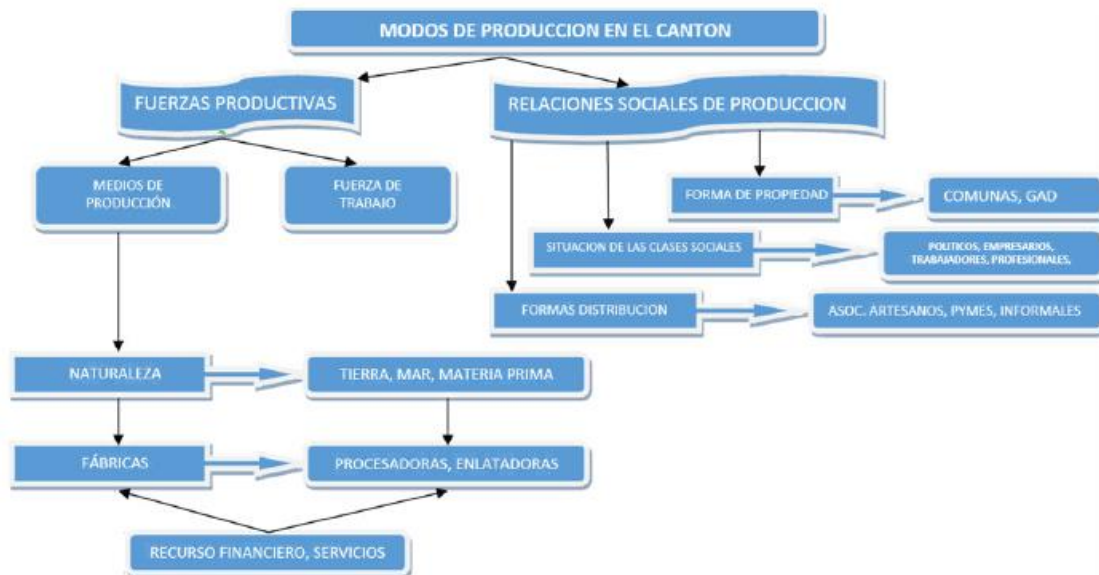 MODOS DE PRODUCCION EN EL CANTON
FUERZAS PRODUCTIVAS
RELACIONES SOCIALES DE PRODUCCION
MEDIOS DE
PRODUCCIÓN
FUERZA DE
TRABAJO
FORMA DE PROPIEDAD
COMUNAS, GAD
SITUACION DE LAS CLASES SOCIALES
POLITICOS, EMPRESARIOS,
TRABAJADORES, PROFESIONALES,
FORMAS DISTRIBUCION
ASOC. ARTESANOS, PYMES, INFORMALES
NATURALEZA
TIERRA, MAR, MATERIA PRIMA
FÁBRICAS
PROCESADORAS, ENLATADORAS
RECURSO FINANCIERO, SERVICIOS